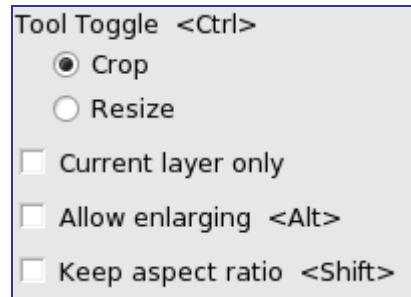 Tool Toggle <Ctrl>
Crop
Resize
Current layer only
Allow enlarging <Alt>
Keep aspect ratio <Shift>